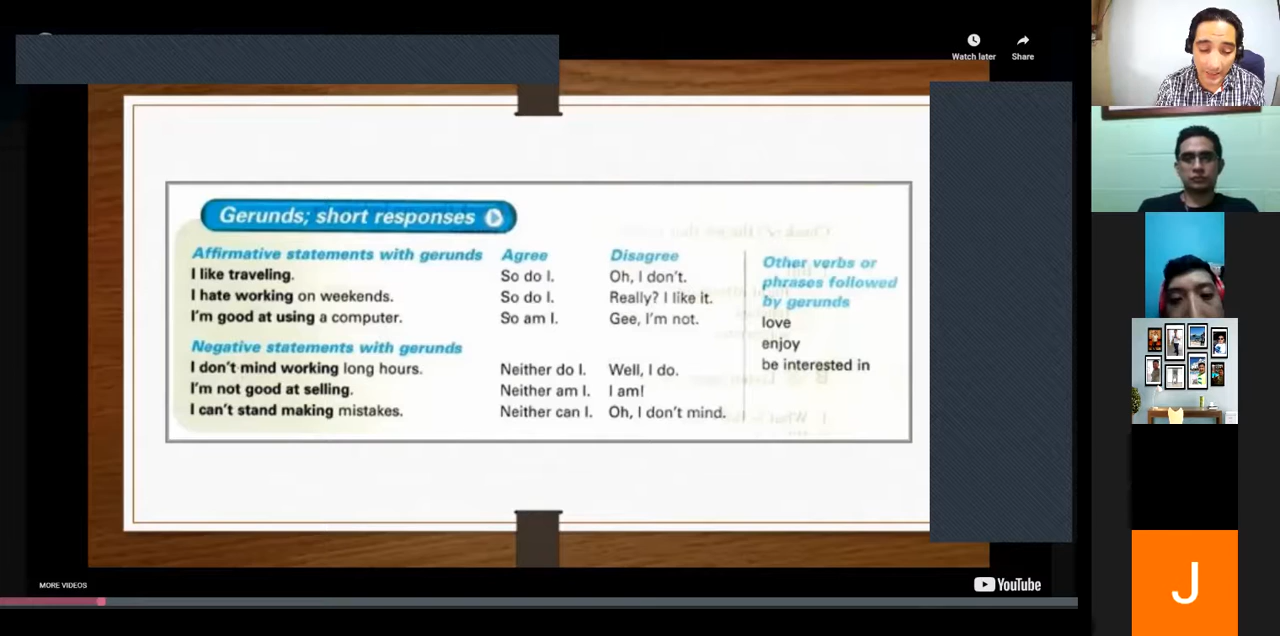 Watch later
Share
Gerunds; short responses
Affirmative statements with gerunds Agree Disagree
I like traveling. So do I. Oh, I don't.
I hate working on weekends. So do I. Really? I like it.
I'm good at using a computer. So am I. Gee, I'm not.
Negative statements with gerunds
I don't mind working long hours. Neither do I. Well, I do.
I'm not good at selling. Neither am I. I am!
I can't stand making mistakes. Neither can I. Oh, I don't mind.
Other verbs or
phrases followed
by gerunds
love
enjoy
be interested in
MORE VIDEOS
YouTube
J